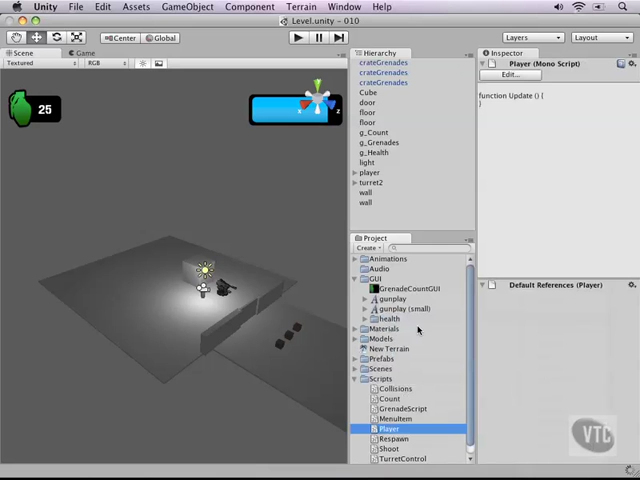 Unity File Edit Assets GameObject Component Terrain Window Help
Level.unity - 010
Center Global Layers Layout
Scene Game
Textured RGB
25
x z
Hierarchy
crateGrenades
crateGrenades
crateGrenades
Cube
door
floor
floor
g_Count
g_Grenades
g_Health
light
player
turret2
wall
wall
Project
Create
Animations
Audio
GUI
GrenadeCountGUI
gunplay
gunplay (small)
health
Materials
Models
New Terrain
Prefabs
Scenes
Scripts
Collisions
Count
GrenadeScript
MenuItem
Player
Respawn
Shoot
TurretControl
Inspector
Player (Mono Script)
Edit...
function Update () {
}
Default References (Player)
VTC